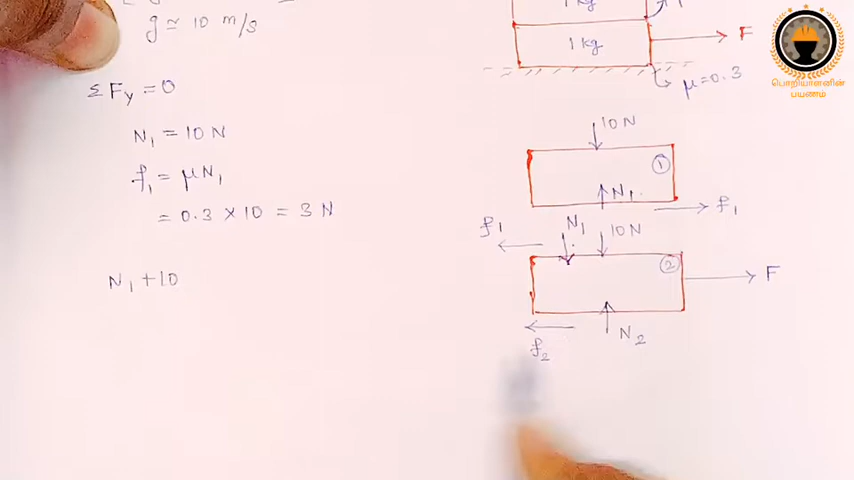 g ≃ 10 m/s
ΣFy = 0
N₁ = 10 N
f₁ = μN₁
= 0.3 × 10 = 3 N
N₁ + 10
1 kg
1 kg
F
μ = 0.3
10 N
①
N₁
f₁
f₁
N₁
10 N
②
F
N₂
f₂
பொறியாளனின்
பயணம்